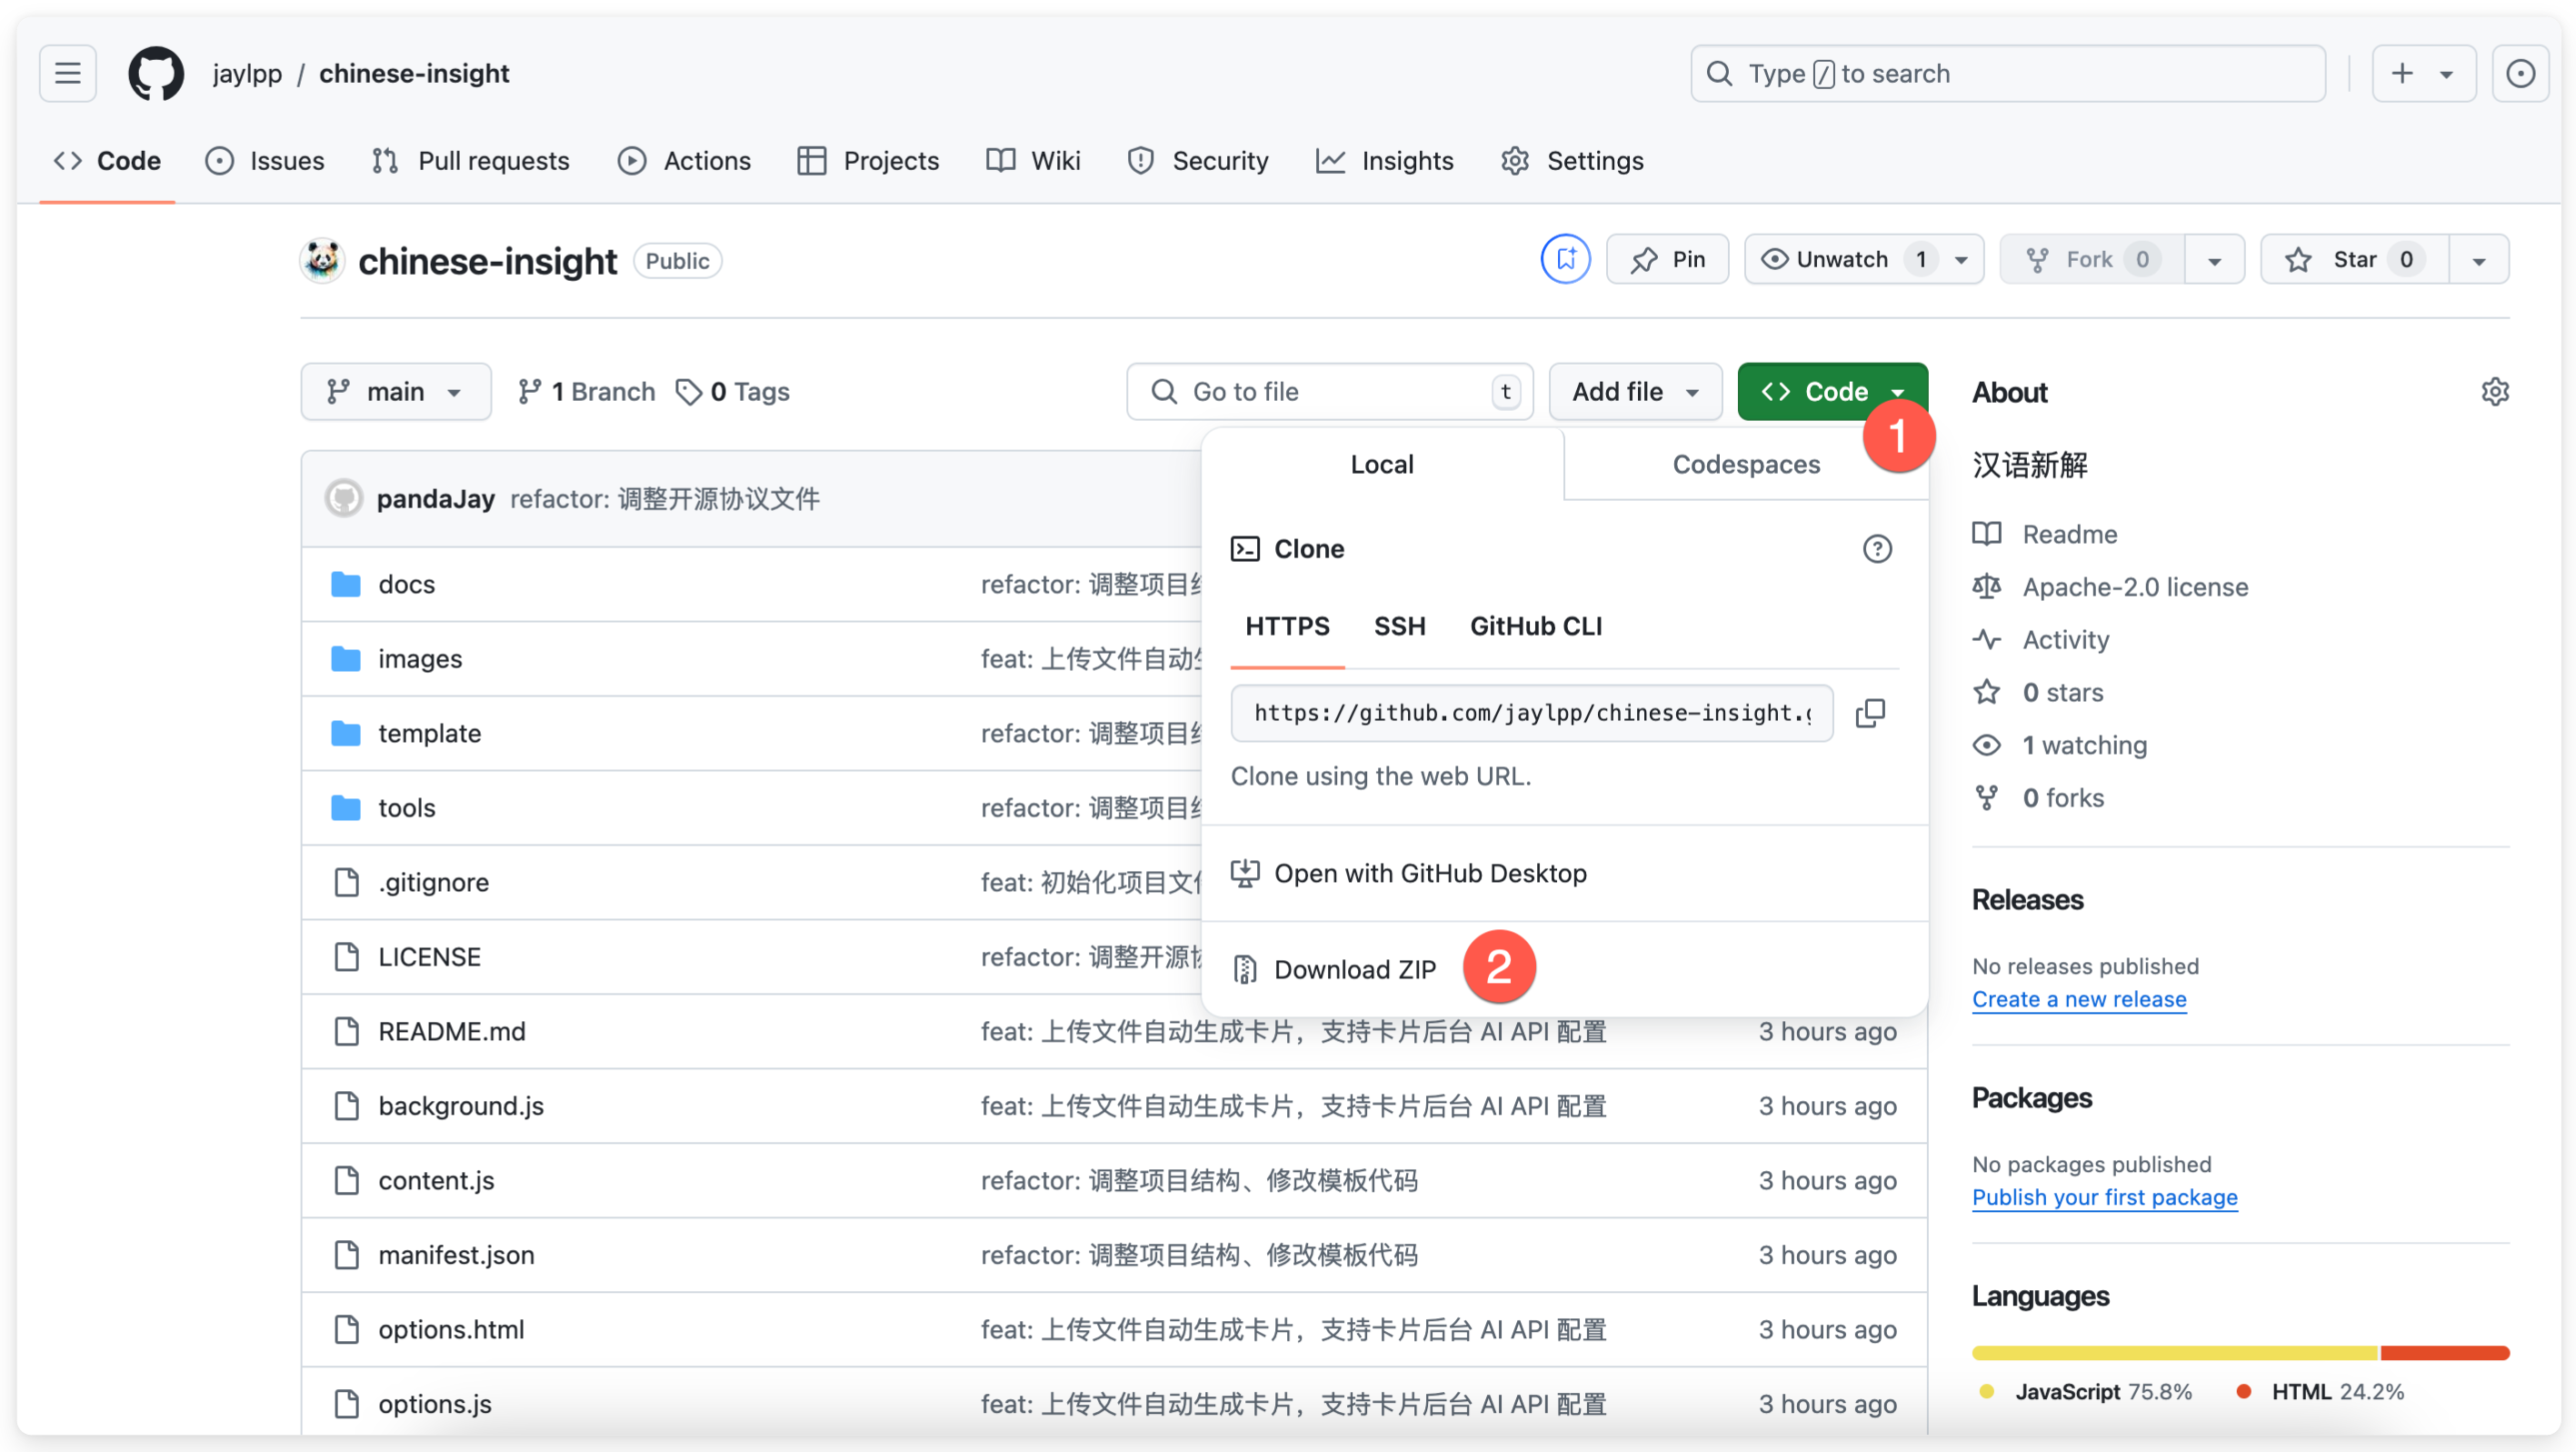 jaylpp / chinese-insight
Type / to search
Code Issues Pull requests Actions Projects Wiki Security Insights Settings
chinese-insight Public
Pin Unwatch 1 Fork 0 Star 0
main 1 Branch 0 Tags
Go to file t Add file Code
1
Local Codespaces
Clone
HTTPS SSH GitHub CLI
https://github.com/jaylpp/chinese-insight.g
Clone using the web URL.
Open with GitHub Desktop
Download ZIP 2
pandaJay refactor: 调整开源协议文件
docs refactor: 调整项目
images feat: 上传文件自动
template refactor: 调整项目
tools refactor: 调整项目
.gitignore feat: 初始化项目文
LICENSE refactor: 调整开源
README.md feat: 上传文件自动生成卡片，支持卡片后台 AI API 配置 3 hours ago
background.js feat: 上传文件自动生成卡片，支持卡片后台 AI API 配置 3 hours ago
content.js refactor: 调整项目结构、修改模板代码 3 hours ago
manifest.json refactor: 调整项目结构、修改模板代码 3 hours ago
options.html feat: 上传文件自动生成卡片，支持卡片后台 AI API 配置 3 hours ago
options.js feat: 上传文件自动生成卡片，支持卡片后台 AI API 配置 3 hours ago
About
汉语新解
Readme
Apache-2.0 license
Activity
0 stars
1 watching
0 forks
Releases
No releases published
Create a new release
Packages
No packages published
Publish your first package
Languages
JavaScript 75.8% HTML 24.2%